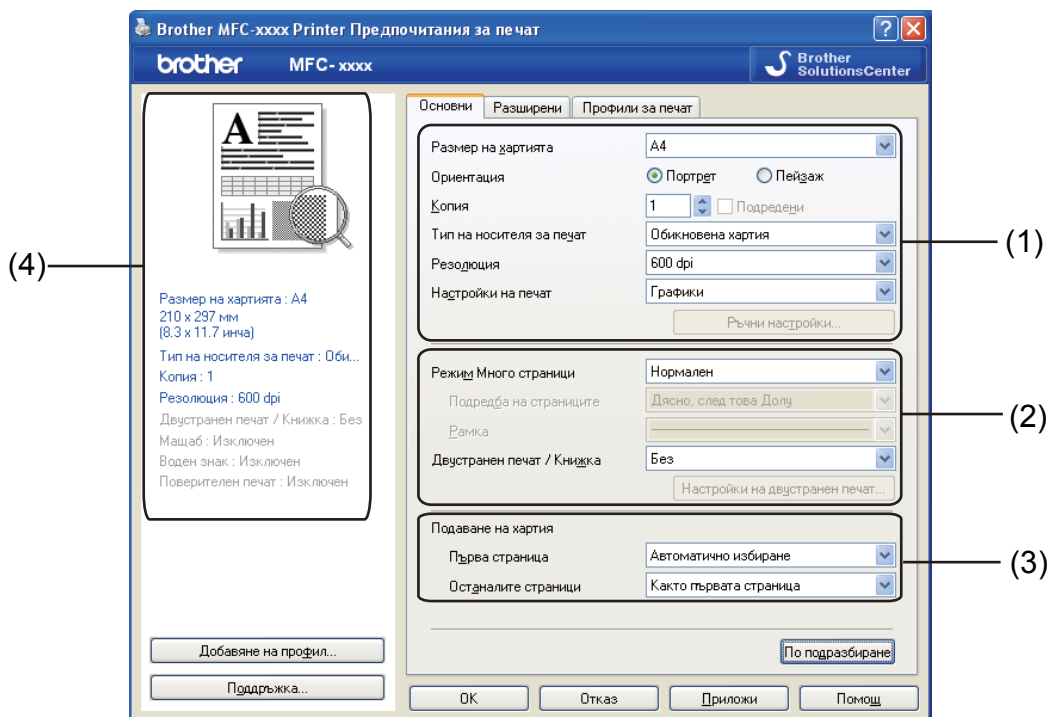 Brother MFC-xxxx Printer Предпочитания за печат
brother MFC- xxxx
Brother
SolutionsCenter
A
Размер на хартията : A4
210 x 297 мм
(8.3 x 11.7 инча)
Тип на носителя за печат : Оби...
Копия : 1
Резолюция : 600 dpi
Двустранен печат / Книжка : Без
Мащаб : Изключен
Воден знак : Изключен
Поверителен печат : Изключен
(4)
Добавяне на профил...
Поддръжка...
Основни Разширени Профили за печат
Размер на хартията A4
Ориентация Портрет Пейзаж
Копия 1 Подредени
Тип на носителя за печат Обикновена хартия
(1)
Резолюция 600 dpi
Настройки на печат Графики
Ръчни настройки...
Режим Много страници Нормален
Подредба на страниците Дясно, след това Долу
(2)
Рамка
Двустранен печат / Книжка Без
Настройки на двустранен печат...
Подаване на хартия
Първа страница Автоматично избиране
(3)
Останалите страници Както първата страница
По подразбиране
OK Отказ Приложи Помощ